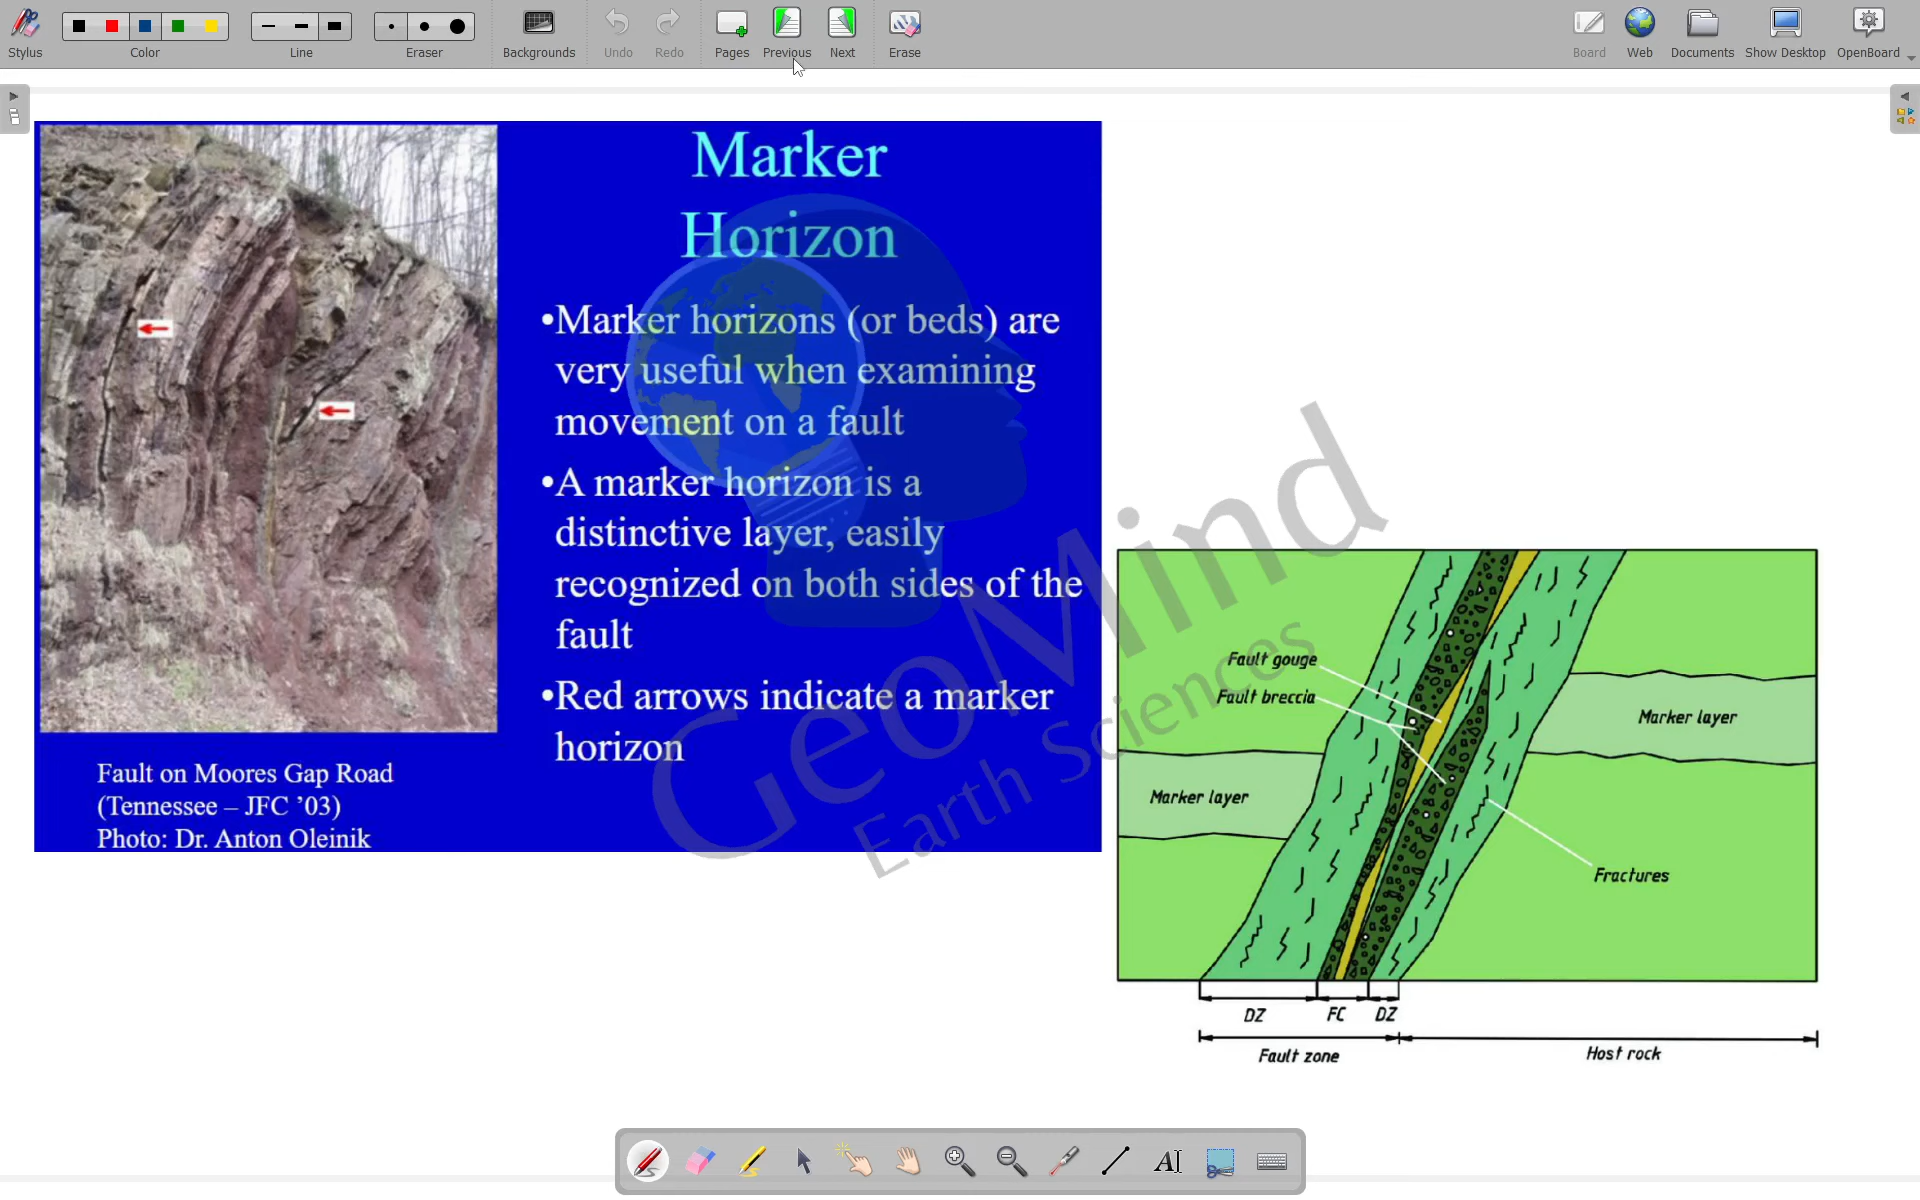 Stylus
Color
Line
Eraser
Backgrounds
Undo
Redo
Pages
Previous
Next
Erase
Board
Web
Documents
Show Desktop
OpenBoard
Marker
Horizon
•Marker horizons (or beds) are
very useful when examining
movement on a fault
•A marker horizon is a
distinctive layer, easily
recognized on both sides of the
fault
•Red arrows indicate a marker
horizon
Fault on Moores Gap Road
(Tennessee – JFC ’03)
Photo: Dr. Anton Oleinik
GeoMind
Earth Sciences
Fault gouge
Fault breccia
Marker layer
Marker layer
Fractures
DZ
FC
DZ
Fault zone
Host rock
AI